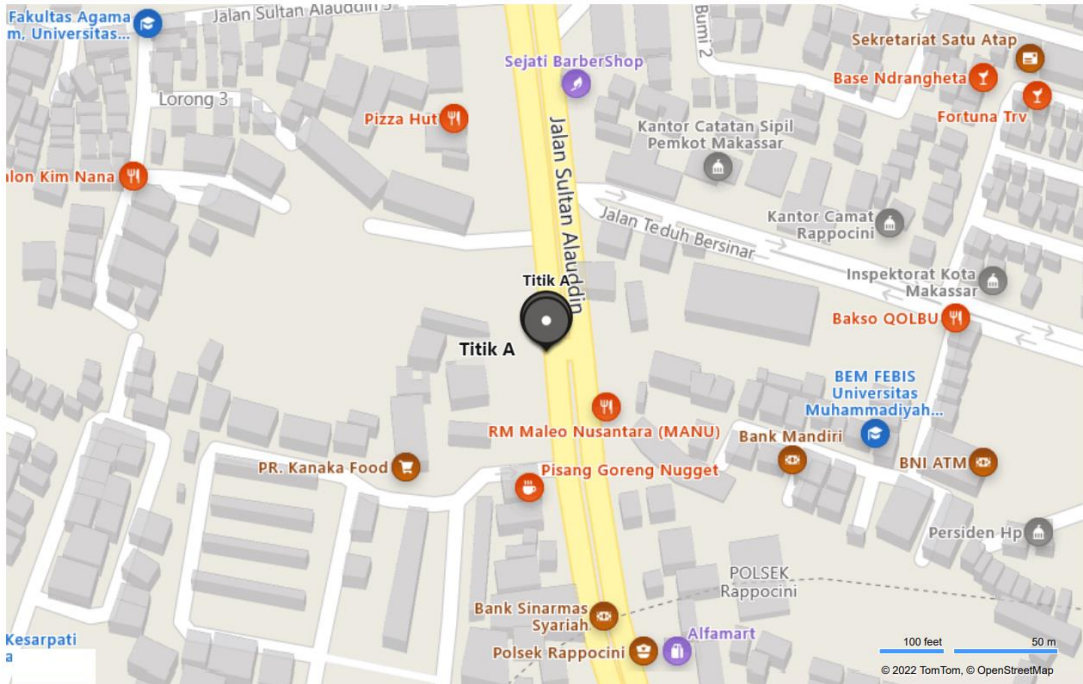 Fakultas Agama
m, Universitas...
Jalan Sultan Alauddin 3
Bumi 2
Sekretariat Satu Atap
Sejati BarberShop
Base Ndrangheta
Lorong 3
Pizza Hut
Fortuna Trv
Kantor Catatan Sipil
Pemkot Makassar
Jalan Sultan Alauddin
alon Kim Nana
Jalan Teduh Bersinar
Kantor Camat
Rappocini
Inspektorat Kota
Makassar
Titik A
Bakso QOLBU
Titik A
BEM FEBIS
Universitas
Muhammadiyah...
RM Maleo Nusantara (MANU)
Bank Mandiri
PR. Kanaka Food
Pisang Goreng Nugget
BNI ATM
Persiden Hp
POLSEK
Rappocini
Bank Sinarmas
Syariah
Kesarpati
a
Polsek Rappocini
Alfamart
100 feet
50 m
© 2022 TomTom, © OpenStreetMap